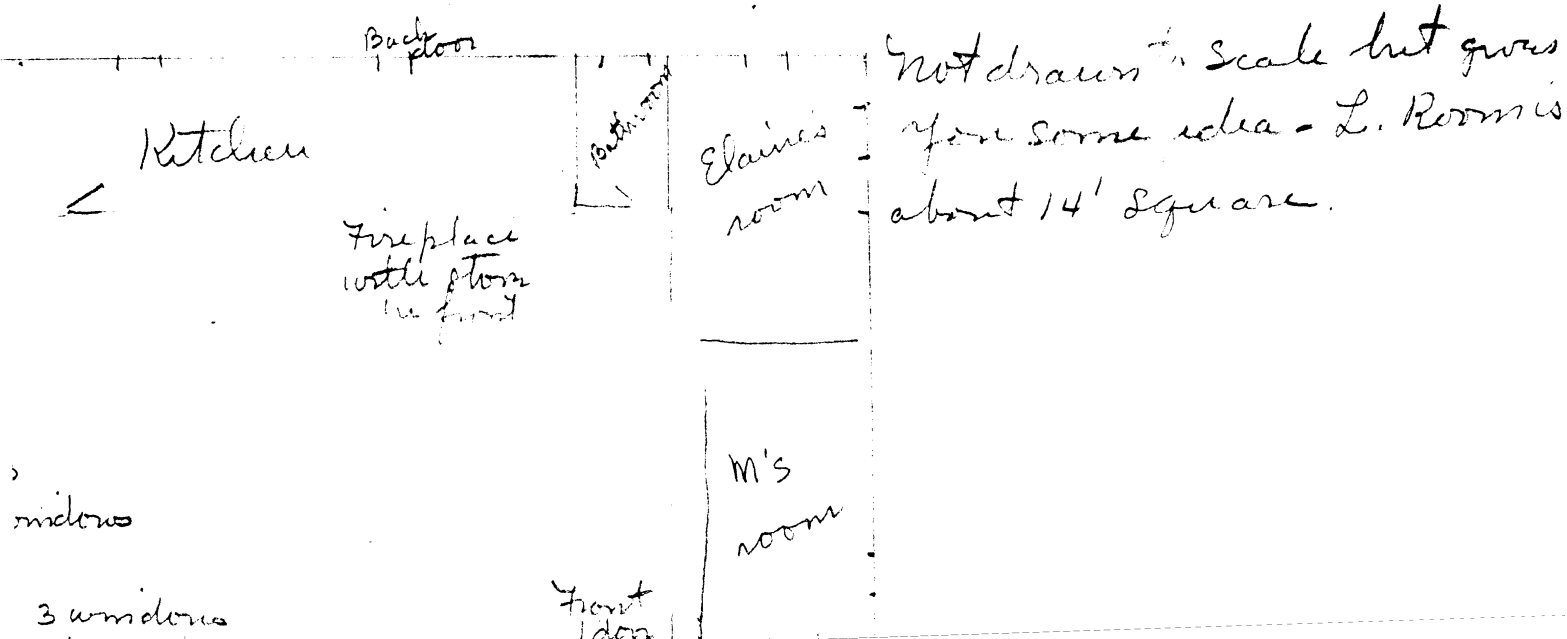 Back
door
Not drawn to scale but gives
you some idea - L. Room is
about 14' square.
Kitchen
Bathroom
Elaine's
room
Fireplace
with stove
in front
M's
room
windows
3 windows
Front
door